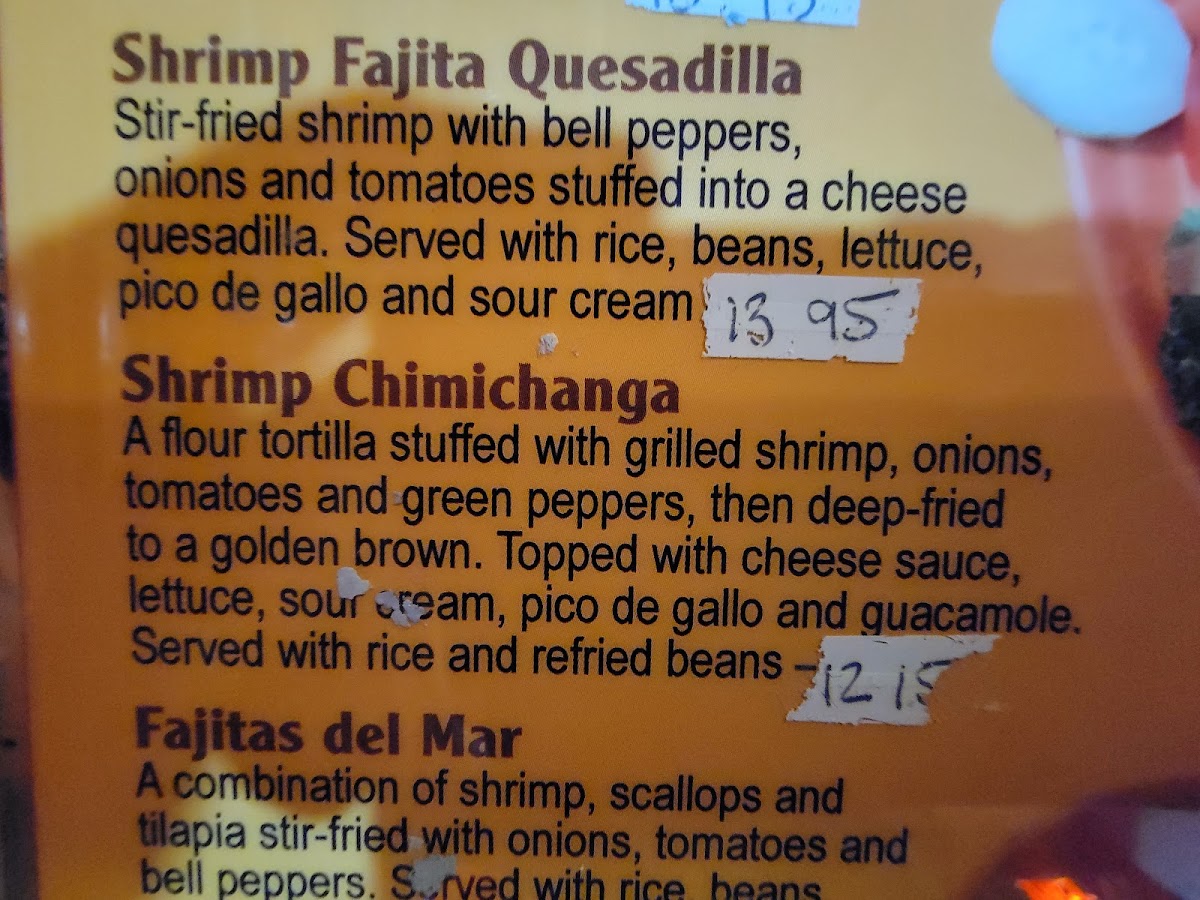 Shrimp Fajita Quesadilla
Stir-fried shrimp with bell peppers,
onions and tomatoes stuffed into a cheese
quesadilla. Served with rice, beans, lettuce,
pico de gallo and sour cream 13 95
Shrimp Chimichanga
A flour tortilla stuffed with grilled shrimp, onions,
tomatoes and green peppers, then deep-fried
to a golden brown. Topped with cheese sauce,
lettuce, sour cream, pico de gallo and guacamole.
Served with rice and refried beans – 12 15
Fajitas del Mar
A combination of shrimp, scallops and
tilapia stir-fried with onions, tomatoes and
bell peppers. Served with rice, beans